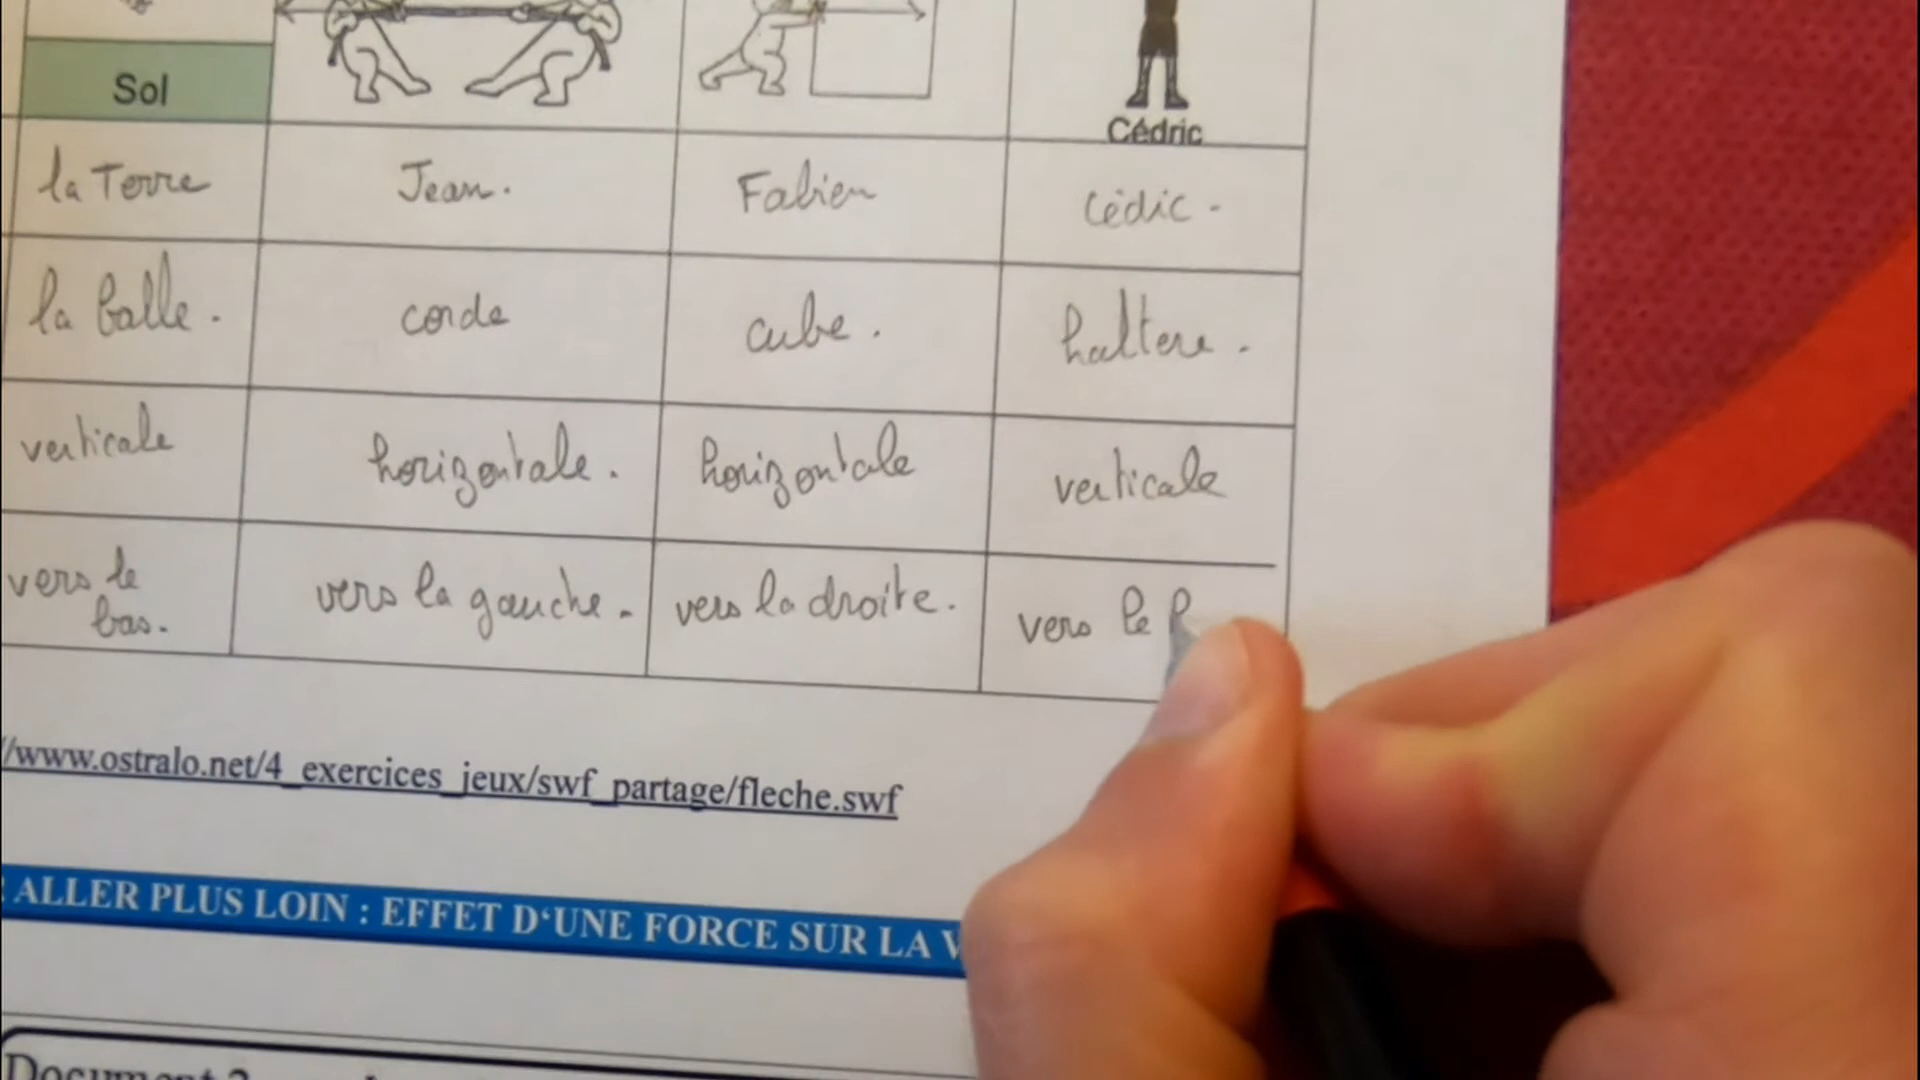 Sol
Cédric
la Terre
Jean.
Fabien
Cédic.
la balle.
corde
cube.
haltere.
verticale
horizontale.
horizontale
verticale
vers le
bas.
vers la gauche.
vers la droite.
vers le
/www.ostralo.net/4_exercices_jeux/swf_partage/fleche.swf
ALLER PLUS LOIN : EFFET D'UNE FORCE SUR LA V